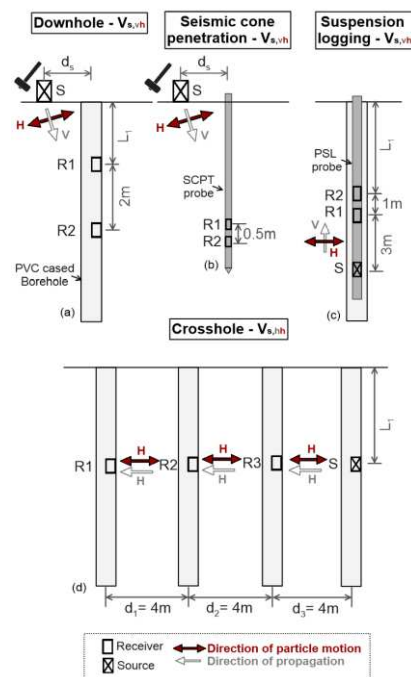 Downhole - Vs,vh
Seismic cone
penetration - Vs,vh
Suspension
logging - Vs,vh
ds
S
H
V
L1
R1
2m
R2
PVC cased
Borehole
(a)
ds
S
H
V
SCPT
probe
R1
R2
0.5m
(b)
L1
PSL
probe
R2
R1
1m
V
H
3m
S
(c)
Crosshole - Vs,hh
L1
H
H
H
R1
R2
R3
S
H
H
H
(d)
d1= 4m
d2= 4m
d3= 4m
Receiver
Direction of particle motion
Source
Direction of propagation